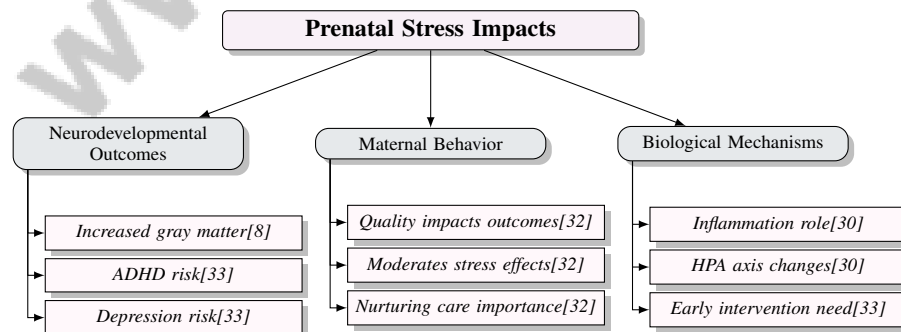 Prenatal Stress Impacts
Neurodevelopmental
Outcomes
Maternal Behavior
Biological Mechanisms
Increased gray matter[8]
ADHD risk[33]
Depression risk[33]
Quality impacts outcomes[32]
Moderates stress effects[32]
Nurturing care importance[32]
Inflammation role[30]
HPA axis changes[30]
Early intervention need[33]